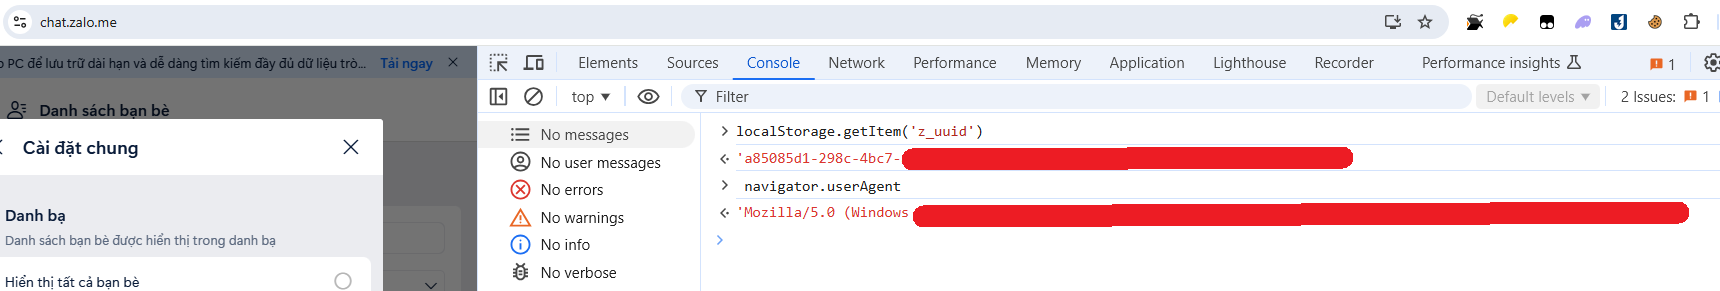 chat.zalo.me
PC để lưu trữ dài hạn và dễ dàng tìm kiếm đầy đủ dữ liệu trò... Tải ngay
Danh sách bạn bè
Cài đặt chung
Danh bạ
Danh sách bạn bè được hiển thị trong danh bạ
Hiển thị tất cả bạn bè
Elements Sources Console Network Performance Memory Application Lighthouse Recorder Performance insights 1
top Filter Default levels 2 Issues: 1
No messages
No user messages
No errors
No warnings
No info
No verbose
localStorage.getItem('z_uuid')
'a85085d1-298c-4bc7-
navigator.userAgent
'Mozilla/5.0 (Windows